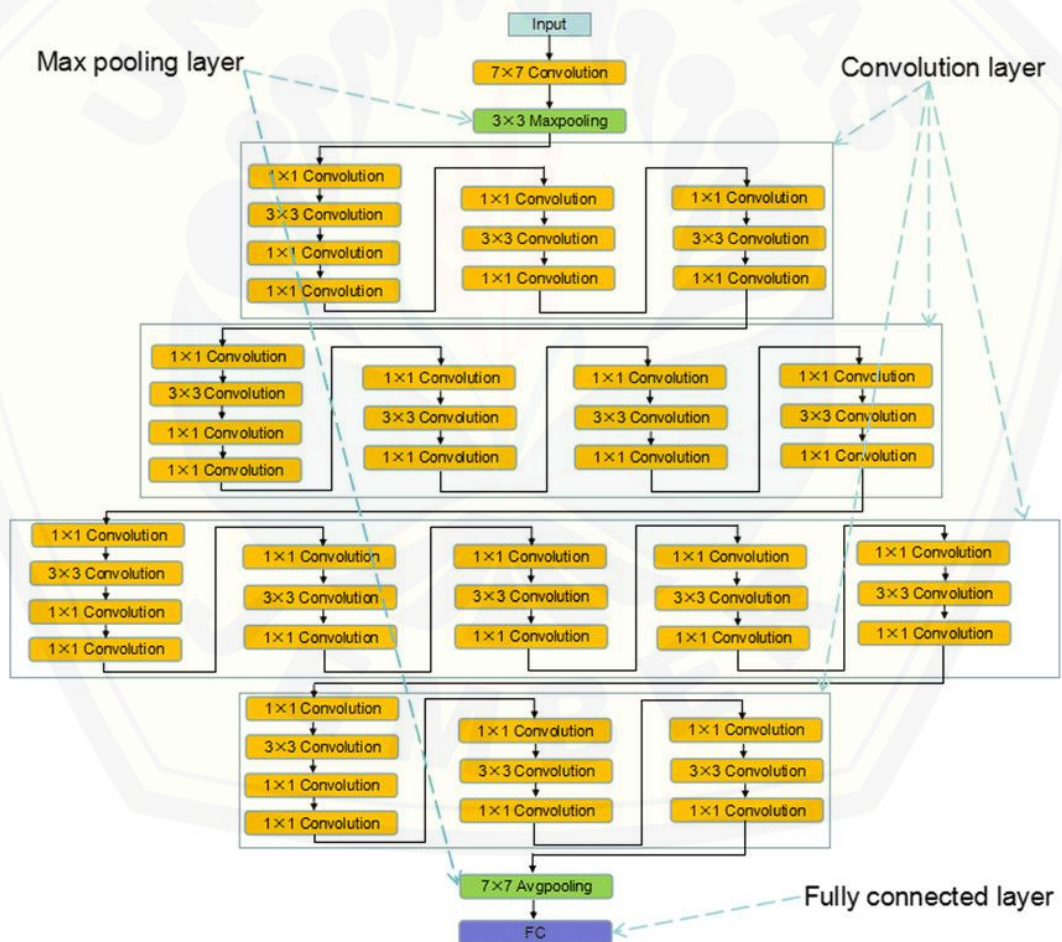 Input
Max pooling layer
7×7 Convolution
Convolution layer
3×3 Maxpooling
1×1 Convolution
3×3 Convolution
1×1 Convolution
1×1 Convolution
1×1 Convolution
3×3 Convolution
1×1 Convolution
1×1 Convolution
3×3 Convolution
1×1 Convolution
1×1 Convolution
3×3 Convolution
1×1 Convolution
1×1 Convolution
1×1 Convolution
3×3 Convolution
1×1 Convolution
1×1 Convolution
3×3 Convolution
1×1 Convolution
1×1 Convolution
3×3 Convolution
1×1 Convolution
1×1 Convolution
3×3 Convolution
1×1 Convolution
1×1 Convolution
1×1 Convolution
3×3 Convolution
1×1 Convolution
1×1 Convolution
3×3 Convolution
1×1 Convolution
1×1 Convolution
3×3 Convolution
1×1 Convolution
1×1 Convolution
3×3 Convolution
1×1 Convolution
1×1 Convolution
3×3 Convolution
1×1 Convolution
1×1 Convolution
1×1 Convolution
3×3 Convolution
1×1 Convolution
1×1 Convolution
3×3 Convolution
1×1 Convolution
7×7 Avgpooling
Fully connected layer
FC